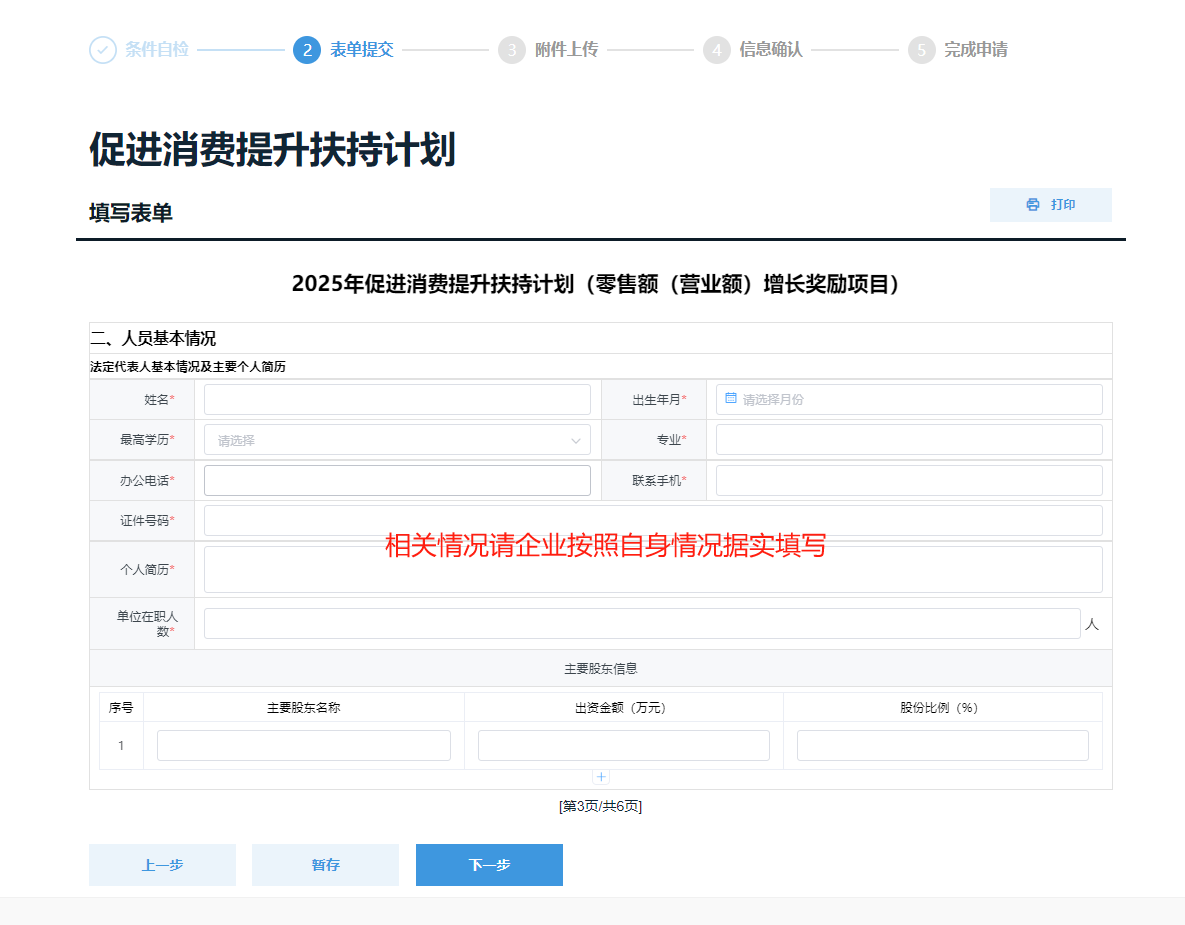 条件自检 2 表单提交 3 附件上传 4 信息确认 5 完成申请
促进消费提升扶持计划
填写表单 打印
2025年促进消费提升扶持计划（零售额（营业额）增长奖励项目）
二、人员基本情况
法定代表人基本情况及主要个人简历
姓名* 出生年月* 请选择月份
最高学历* 请选择 专业*
办公电话* 联系手机*
证件号码*
相关情况请企业按照自身情况据实填写
个人简历*
单位在职人
数* 人
主要股东信息
序号 主要股东名称 出资金额（万元） 股份比例（%）
1
[第3页/共6页]
上一步 暂存 下一步